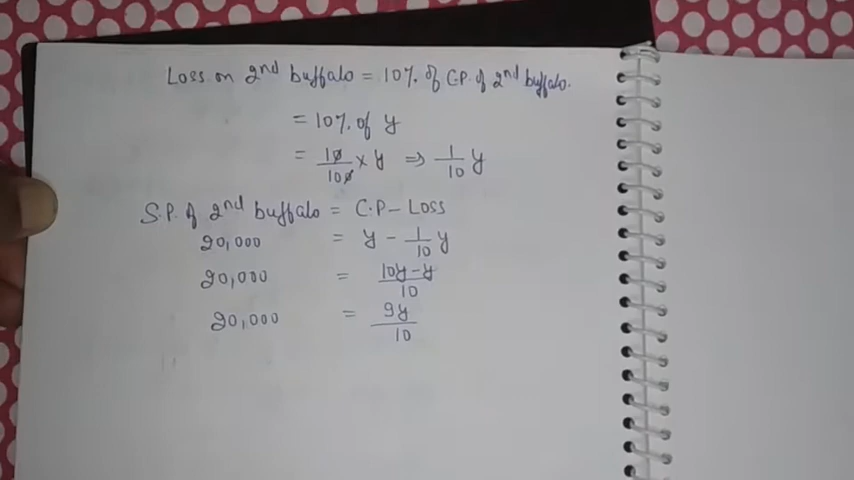 Loss on 2nd buffalo = 10% of C.P. of 2nd buffalo.
= 10% of y
= 10/100 × y ⇒ 1/10 y
S.P. of 2nd buffalo = C.P - Loss
20,000 = y - 1/10 y
20,000 = 10y-y/10
20,000 = 9y/10